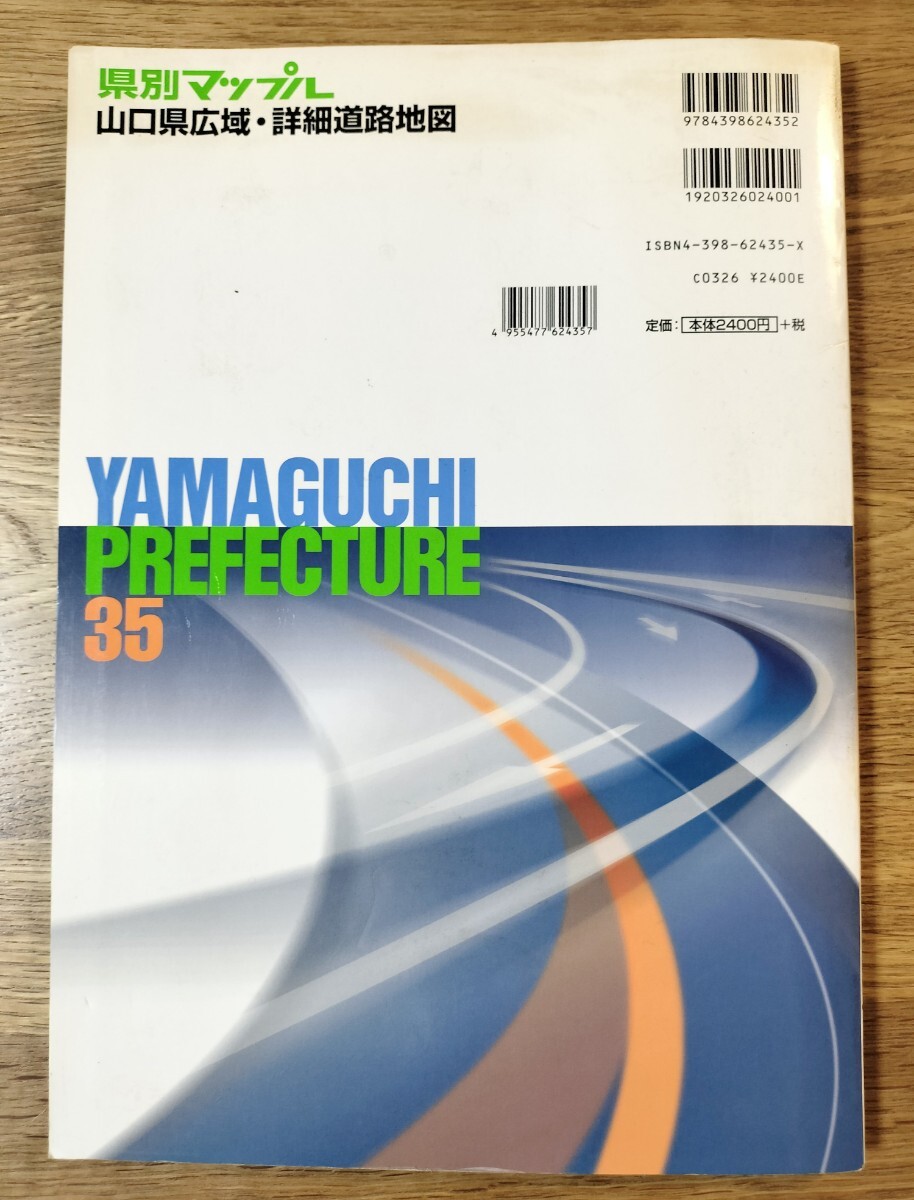 県別マップル
山口県広域・詳細道路地図
9784398624352
1920326024001
ISBN4-398-62435-X
C0326 ¥2400E
4 955477 624357
定価：本体2400円+税
YAMAGUCHI
PREFECTURE
35